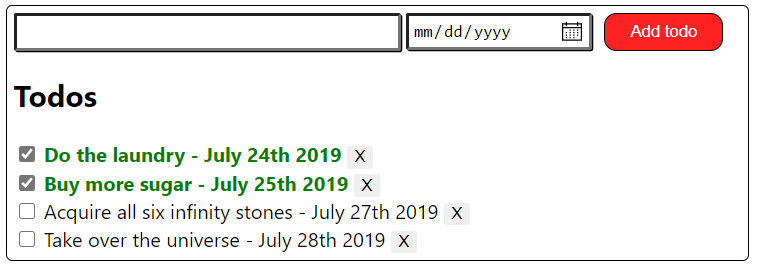 mm/dd/yyyy Add todo
Todos
Do the laundry - July 24th 2019 X
Buy more sugar - July 25th 2019 X
Acquire all six infinity stones - July 27th 2019 X
Take over the universe - July 28th 2019 X